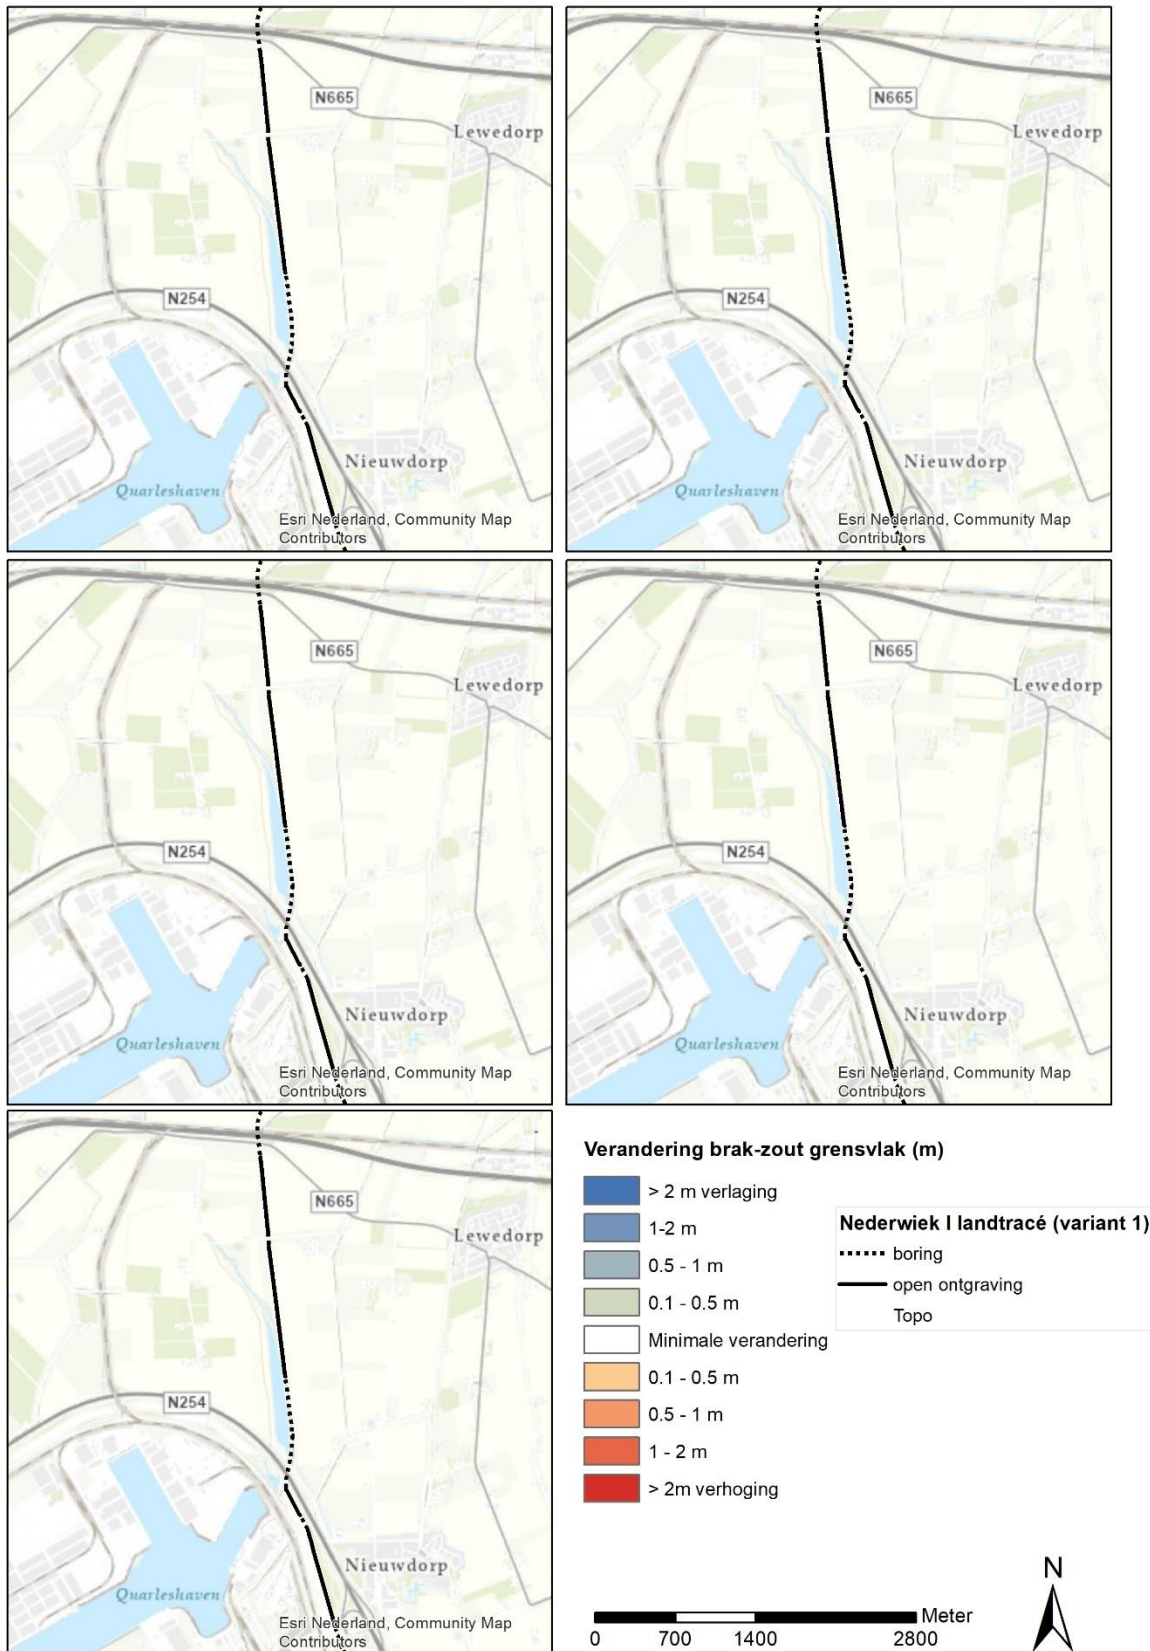 N665
Lewedorp
N254
Nieuwdorp
Quarleshaven
Esri Nederland, Community Map
Contributors
N665
Lewedorp
N254
Nieuwdorp
Quarleshaven
Esri Nederland, Community Map
Contributors
N665
Lewedorp
N254
Nieuwdorp
Quarleshaven
Esri Nederland, Community Map
Contributors
N665
Lewedorp
N254
Nieuwdorp
Quarleshaven
Esri Nederland, Community Map
Contributors
N665
Lewedorp
N254
Nieuwdorp
Quarleshaven
Esri Nederland, Community Map
Contributors
Verandering brak-zout grensvlak (m)
> 2 m verlaging
1-2 m
0.5 - 1 m
0.1 - 0.5 m
Minimale verandering
0.1 - 0.5 m
0.5 - 1 m
1 - 2 m
> 2m verhoging
Nederwiek I landtracé (variant 1)
boring
open ontgraving
Topo
Meter
0 700 1400 2800
N